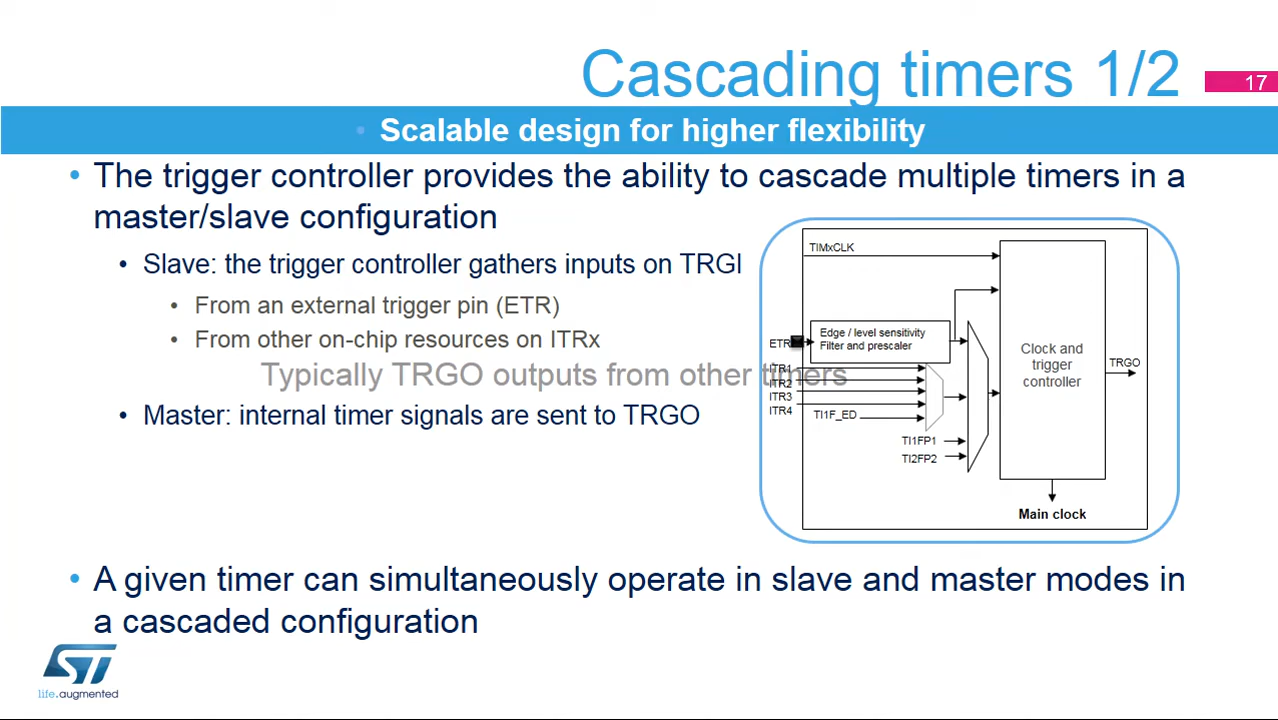 Cascading timers 1/2
17
• Scalable design for higher flexibility
• The trigger controller provides the ability to cascade multiple timers in a
master/slave configuration
• Slave: the trigger controller gathers inputs on TRGI
• From an external trigger pin (ETR)
• From other on-chip resources on ITRx
Typically TRGO outputs from other timers
• Master: internal timer signals are sent to TRGO
TIMxCLK
ETR
Edge / level sensitivity
Filter and prescaler
ITR1
ITR2
ITR3
ITR4
TI1F_ED
TI1FP1
TI2FP2
Clock and
trigger
controller
TRGO
Main clock
• A given timer can simultaneously operate in slave and master modes in
a cascaded configuration
ST
life.augmented